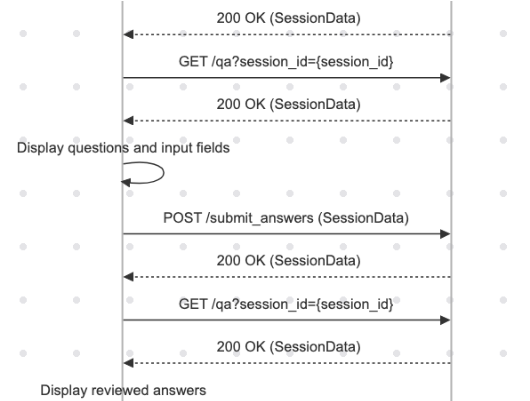 200 OK (SessionData)
GET /qa?session_id={session_id}
200 OK (SessionData)
Display questions and input fields
POST /submit_answers (SessionData)
200 OK (SessionData)
GET /qa?session_id={session_id}
200 OK (SessionData)
Display reviewed answers